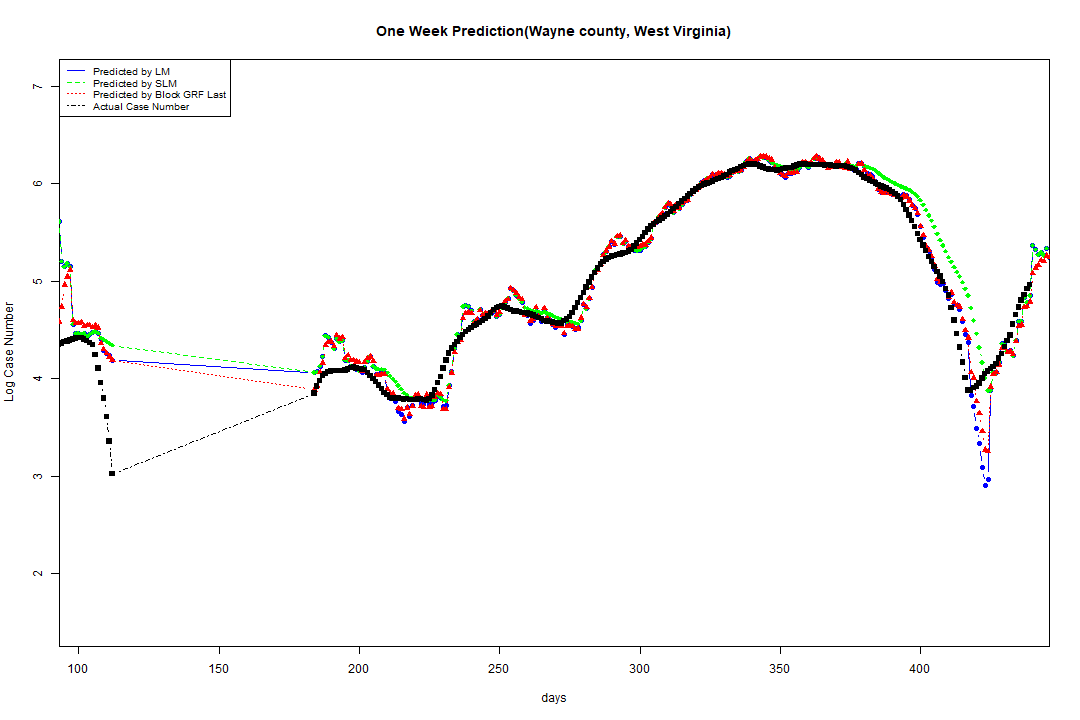 One Week Prediction(Wayne county, West Virginia)
Predicted by LM
Predicted by SLM
Predicted by Block GRF Last
Actual Case Number
7
6
5
4
3
2
Log Case Number
100 150 200 250 300 350 400
days